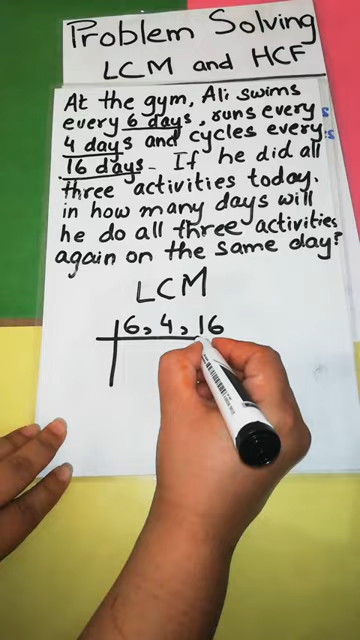 Problem Solving
LCM and HCF
At the gym, Ali swims
every 6 days, runs every
4 days and cycles every
16 days. If he did all
three activities today.
in how many days will
he do all three activities
again on the same day?
LCM
6, 4, 16